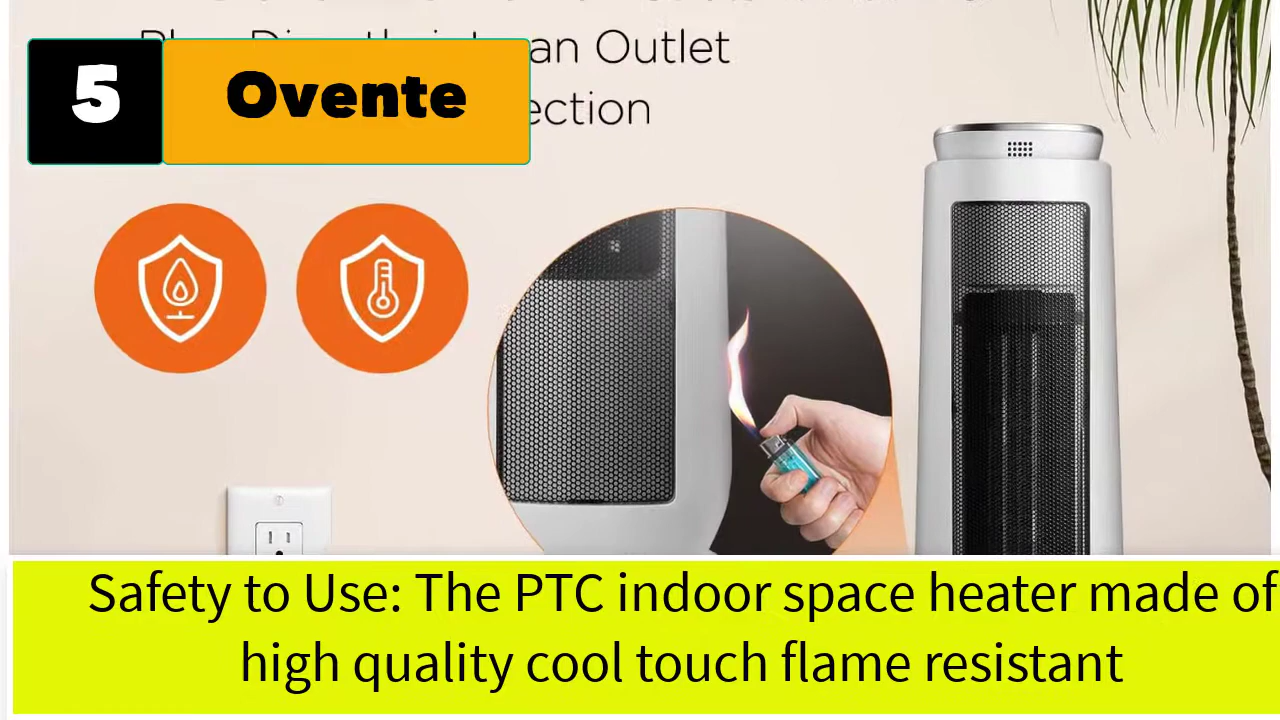 an Outlet
5 Ovente
ection
Safety to Use: The PTC indoor space heater made of
high quality cool touch flame resistant